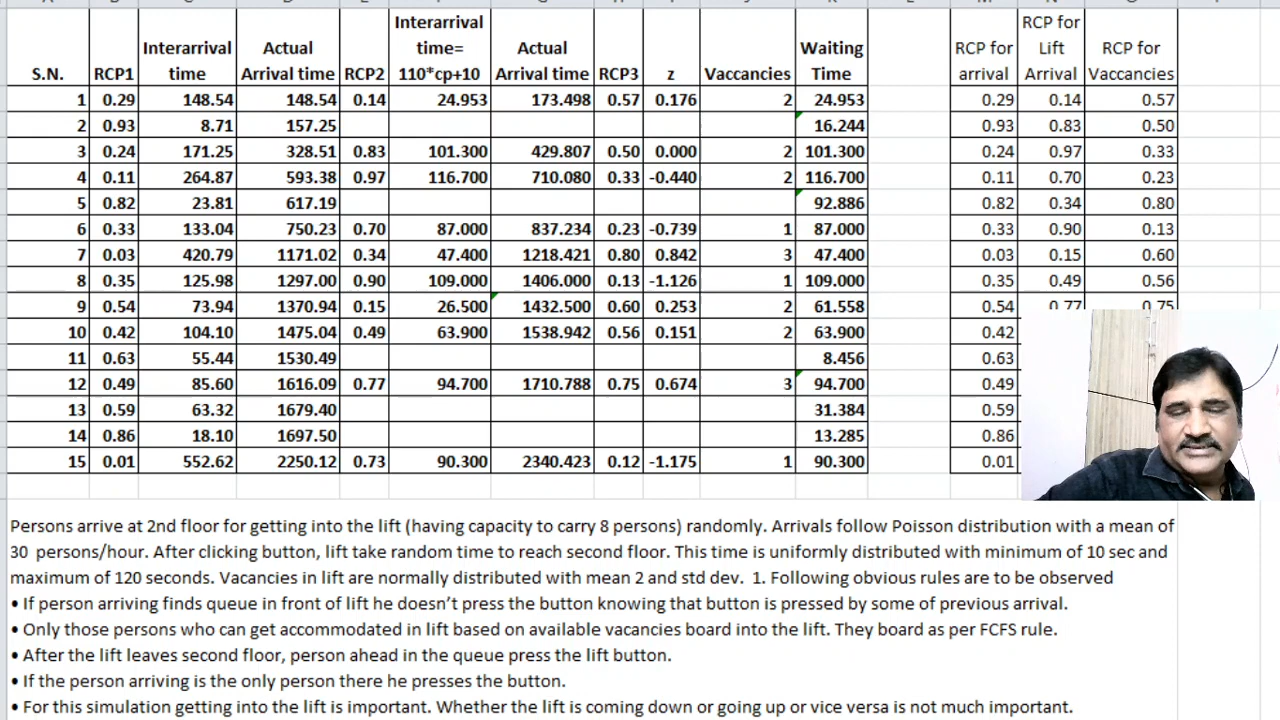 Interarrival RCP for
Interarrival Actual time= Actual Waiting RCP for Lift RCP for
S.N. RCP1 time Arrival time RCP2 110*cp+10 Arrival time RCP3 z Vaccancies Time arrival Arrival Vaccancies
1 0.29 148.54 148.54 0.14 24.953 173.498 0.57 0.176 2 24.953 0.29 0.14 0.57
2 0.93 8.71 157.25 16.244 0.93 0.83 0.50
3 0.24 171.25 328.51 0.83 101.300 429.807 0.50 0.000 2 101.300 0.24 0.97 0.33
4 0.11 264.87 593.38 0.97 116.700 710.080 0.33 -0.440 2 116.700 0.11 0.70 0.23
5 0.82 23.81 617.19 92.886 0.82 0.34 0.80
6 0.33 133.04 750.23 0.70 87.000 837.234 0.23 -0.739 1 87.000 0.33 0.90 0.13
7 0.03 420.79 1171.02 0.34 47.400 1218.421 0.80 0.842 3 47.400 0.03 0.15 0.60
8 0.35 125.98 1297.00 0.90 109.000 1406.000 0.13 -1.126 1 109.000 0.35 0.49 0.56
9 0.54 73.94 1370.94 0.15 26.500 1432.500 0.60 0.253 2 61.558 0.54 0.77 0.75
10 0.42 104.10 1475.04 0.49 63.900 1538.942 0.56 0.151 2 63.900 0.42
11 0.63 55.44 1530.49 8.456 0.63
12 0.49 85.60 1616.09 0.77 94.700 1710.788 0.75 0.674 3 94.700 0.49
13 0.59 63.32 1679.40 31.384 0.59
14 0.86 18.10 1697.50 13.285 0.86
15 0.01 552.62 2250.12 0.73 90.300 2340.423 0.12 -1.175 1 90.300 0.01
Persons arrive at 2nd floor for getting into the lift (having capacity to carry 8 persons) randomly. Arrivals follow Poisson distribution with a mean of
30 persons/hour. After clicking button, lift take random time to reach second floor. This time is uniformly distributed with minimum of 10 sec and
maximum of 120 seconds. Vacancies in lift are normally distributed with mean 2 and std dev. 1. Following obvious rules are to be observed
• If person arriving finds queue in front of lift he doesn't press the button knowing that button is pressed by some of previous arrival.
• Only those persons who can get accommodated in lift based on available vacancies board into the lift. They board as per FCFS rule.
• After the lift leaves second floor, person ahead in the queue press the lift button.
• If the person arriving is the only person there he presses the button.
• For this simulation getting into the lift is important. Whether the lift is coming down or going up or vice versa is not much important.